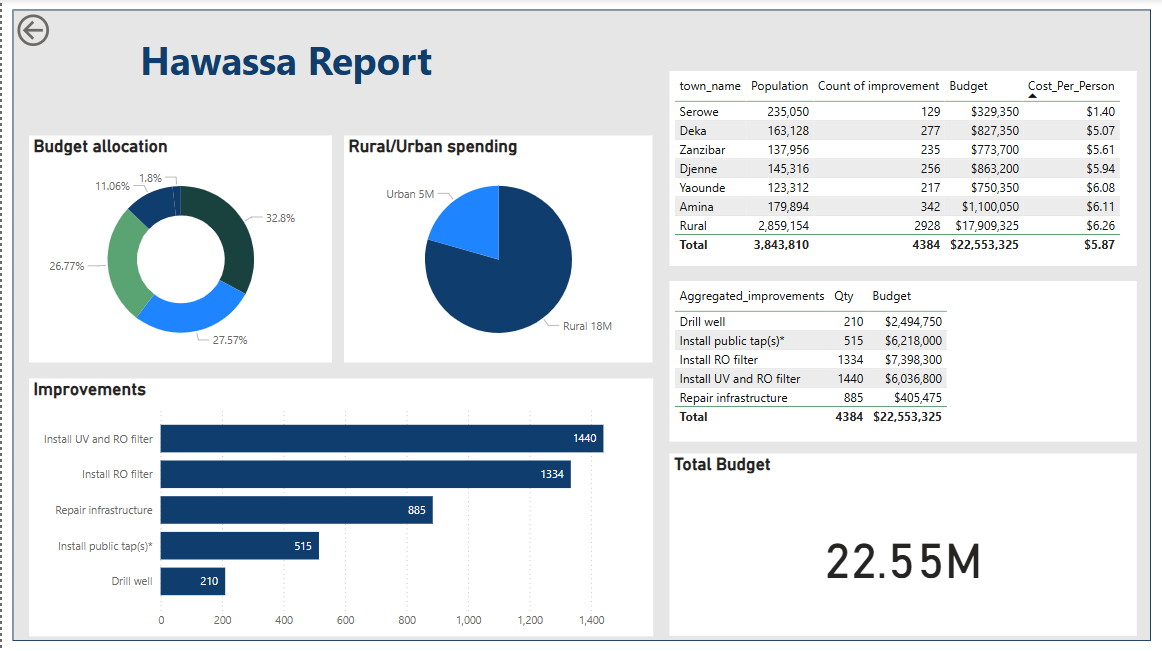 Hawassa Report
Budget allocation
1.8%
11.06%
32.8%
26.77%
27.57%
Rural/Urban spending
Urban 5M
Rural 18M
Improvements
Install UV and RO filter 1440
Install RO filter 1334
Repair infrastructure 885
Install public tap(s)* 515
Drill well 210
0 200 400 600 800 1,000 1,200 1,400
town_name Population Count of improvement Budget Cost_Per_Person
Serowe 235,050 129 $329,350 $1.40
Deka 163,128 277 $827,350 $5.07
Zanzibar 137,956 235 $773,700 $5.61
Djenne 145,316 256 $863,200 $5.94
Yaounde 123,312 217 $750,350 $6.08
Amina 179,894 342 $1,100,050 $6.11
Rural 2,859,154 2928 $17,909,325 $6.26
Total 3,843,810 4384 $22,553,325 $5.87
Aggregated_improvements Qty Budget
Drill well 210 $2,494,750
Install public tap(s)* 515 $6,218,000
Install RO filter 1334 $7,398,300
Install UV and RO filter 1440 $6,036,800
Repair infrastructure 885 $405,475
Total 4384 $22,553,325
Total Budget
22.55M